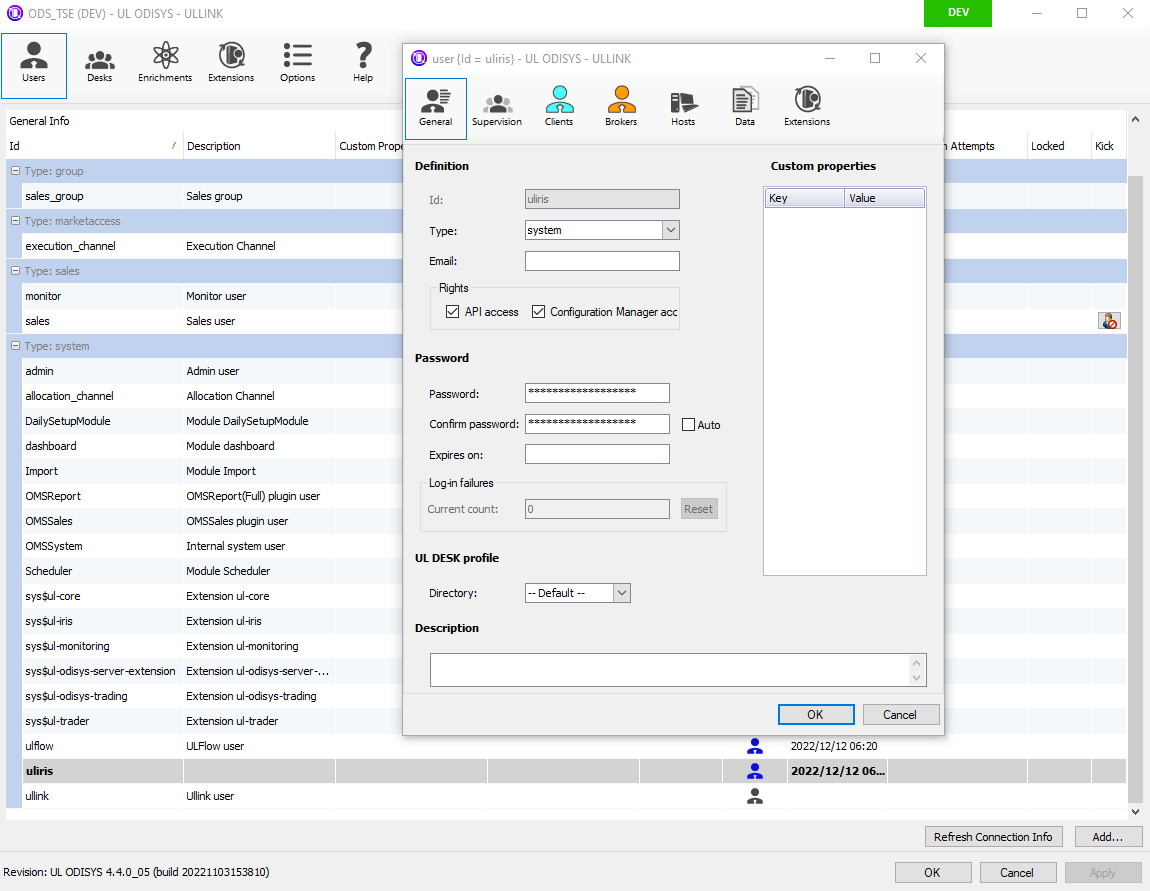 ODS_TSE (DEV) - UL ODISYS - ULLINK
DEV
Users
Desks
Enrichments
Extensions
Options
Help
General Info
Id
Description
Custom Prope
Attempts
Locked
Kick
Type: group
sales_group
Sales group
Type: marketaccess
execution_channel
Execution Channel
Type: sales
monitor
Monitor user
sales
Sales user
Type: system
admin
Admin user
allocation_channel
Allocation Channel
DailySetupModule
Module DailySetupModule
dashboard
Module dashboard
Import
Module Import
OMSReport
OMSReport(Full) plugin user
OMSSales
OMSSales plugin user
OMSSystem
Internal system user
Scheduler
Module Scheduler
sys$ul-core
Extension ul-core
sys$ul-iris
Extension ul-iris
sys$ul-monitoring
Extension ul-monitoring
sys$ul-odisys-server-extension
Extension ul-odisys-server-...
sys$ul-odisys-trading
Extension ul-odisys-trading
sys$ul-trader
Extension ul-trader
ulflow
ULFlow user
2022/12/12 06:20
uliris
2022/12/12 06...
ullink
Ullink user
Refresh Connection Info
Add...
Revision: UL ODISYS 4.4.0_05 (build 20221103153810)
OK
Cancel
Apply
user {Id = uliris} - UL ODISYS - ULLINK
General
Supervision
Clients
Brokers
Hosts
Data
Extensions
Definition
Id:
uliris
Type:
system
Email:
Rights
API access
Configuration Manager acc
Password
Password:
******************
Confirm password:
******************
Auto
Expires on:
Log-in failures
Current count:
0
Reset
UL DESK profile
Directory:
-- Default --
Description
Custom properties
Key
Value
OK
Cancel